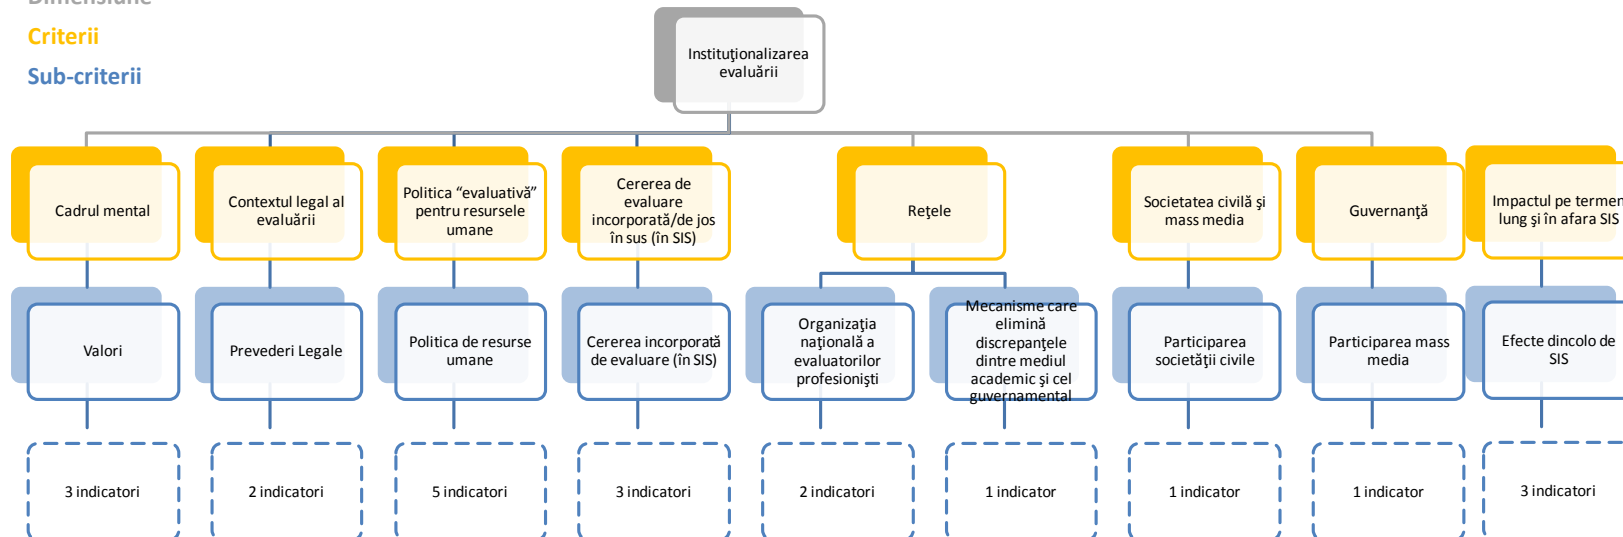 Dimensiune
Criterii
Sub-criterii
Instituţionalizarea
evaluării
Cadrul mental
Contextul legal al
evaluării
Politica “evaluativă”
pentru resursele
umane
Cererea de
evaluare
incorporată/de jos
în sus (în SIS)
Reţele
Societatea civilă şi
mass media
Guvernanţă
Impactul pe termen
lung şi în afara SIS
Valori
Prevederi Legale
Politica de resurse
umane
Cererea incorporată
de evaluare (în SIS)
Organizaţia
naţională a
evaluatorilor
profesionişti
Mecanisme care
elimină
discrepanţele
dintre mediul
academic şi cel
guvernamental
Participarea
societăţii civile
Participarea mass
media
Efecte dincolo de
SIS
3 indicatori
2 indicatori
5 indicatori
3 indicatori
2 indicatori
1 indicator
1 indicator
1 indicator
3 indicatori